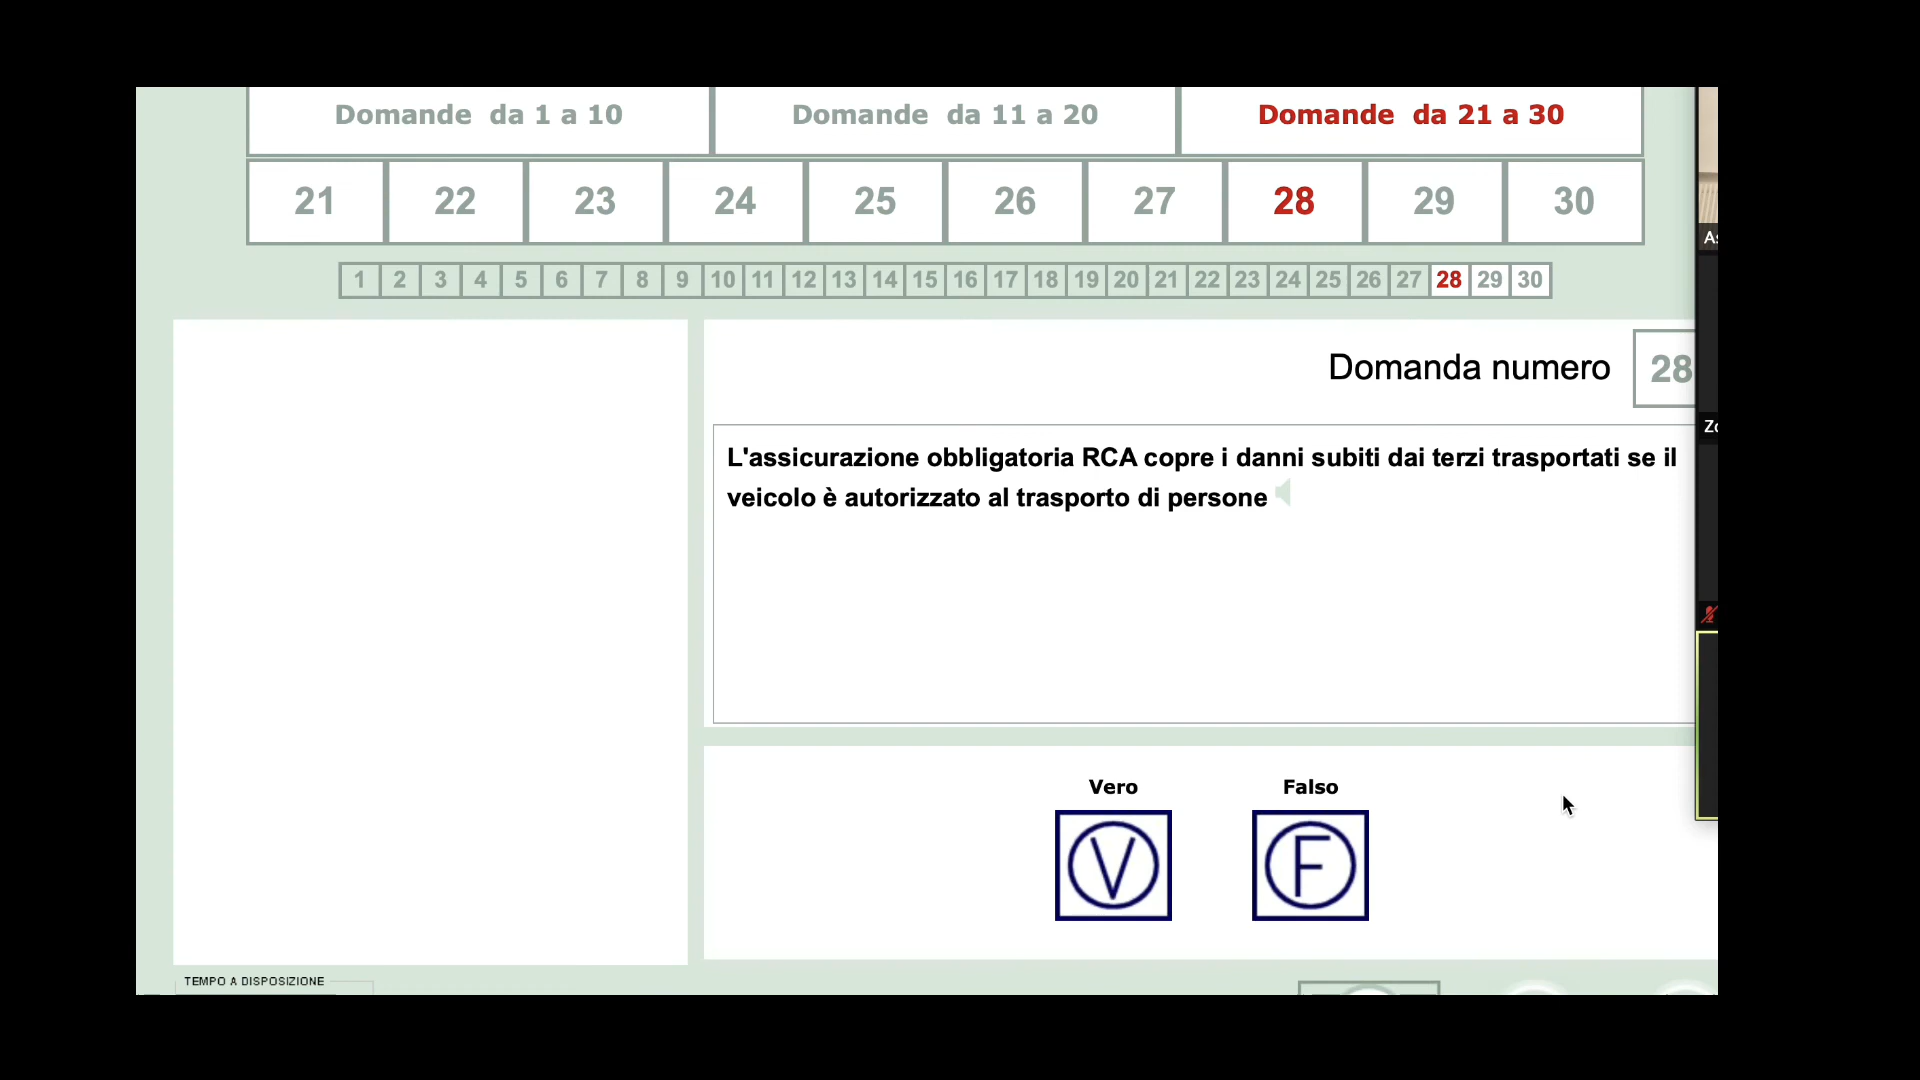 Domande da 1 a 10 Domande da 11 a 20 Domande da 21 a 30
21 22 23 24 25 26 27 28 29 30
1 2 3 4 5 6 7 8 9 10 11 12 13 14 15 16 17 18 19 20 21 22 23 24 25 26 27 28 29 30
Domanda numero 28
L'assicurazione obbligatoria RCA copre i danni subiti dai terzi trasportati se il
veicolo è autorizzato al trasporto di persone
Vero Falso
V F
TEMPO A DISPOSIZIONE